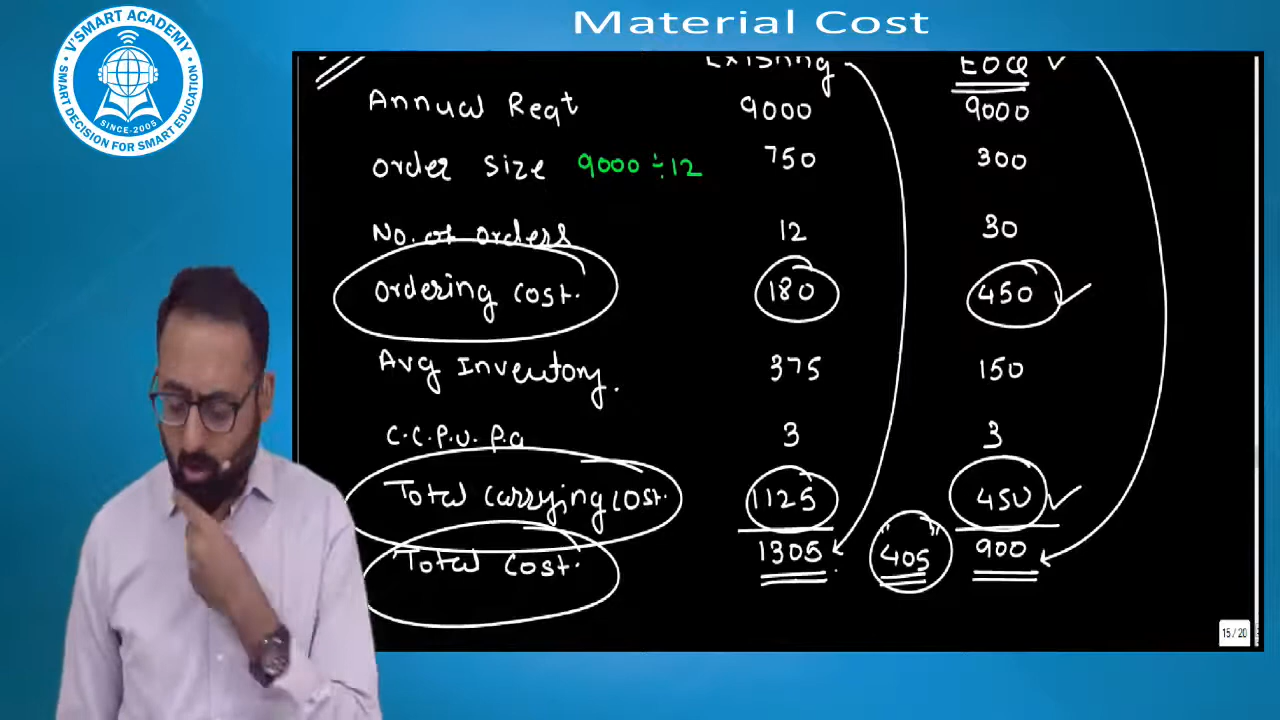 Material Cost
V'SMART ACADEMY
SINCE-2005
SMART DECISION FOR SMART EDUCATION
Existing EOQ
Annual Reqt 9000 9000
Order Size 9000 ÷ 12 750 300
No. of orders 12 30
Ordering cost. 180 450
Avg Inventory. 375 150
C.C.P.U. P.a 3 3
Total carrying cost. 1125 450
Total cost. 1305 "405" 900
15 / 20